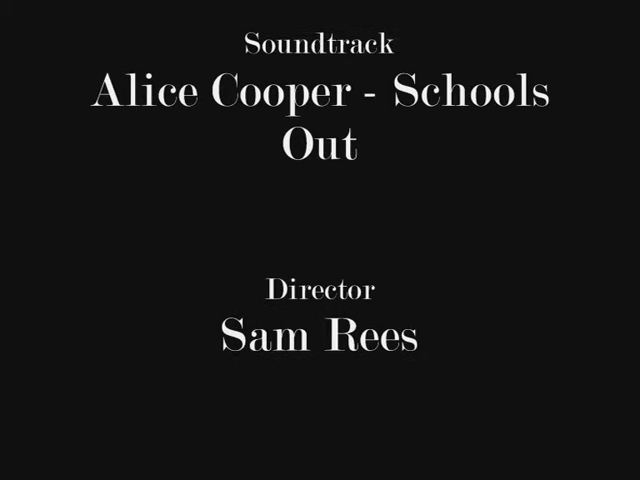 Soundtrack
Alice Cooper - Schools
Out
Director
Sam Rees